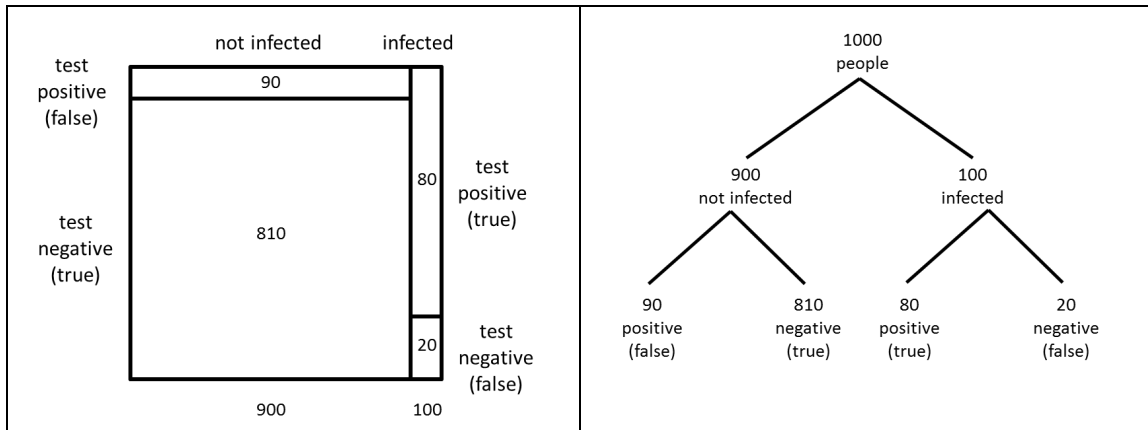 not infected
infected
test
positive
(false)
90
test
negative
(true)
810
80
test
positive
(true)
20
test
negative
(false)
900
100
1000
people
900
not infected
100
infected
90
positive
(false)
810
negative
(true)
80
positive
(true)
20
negative
(false)